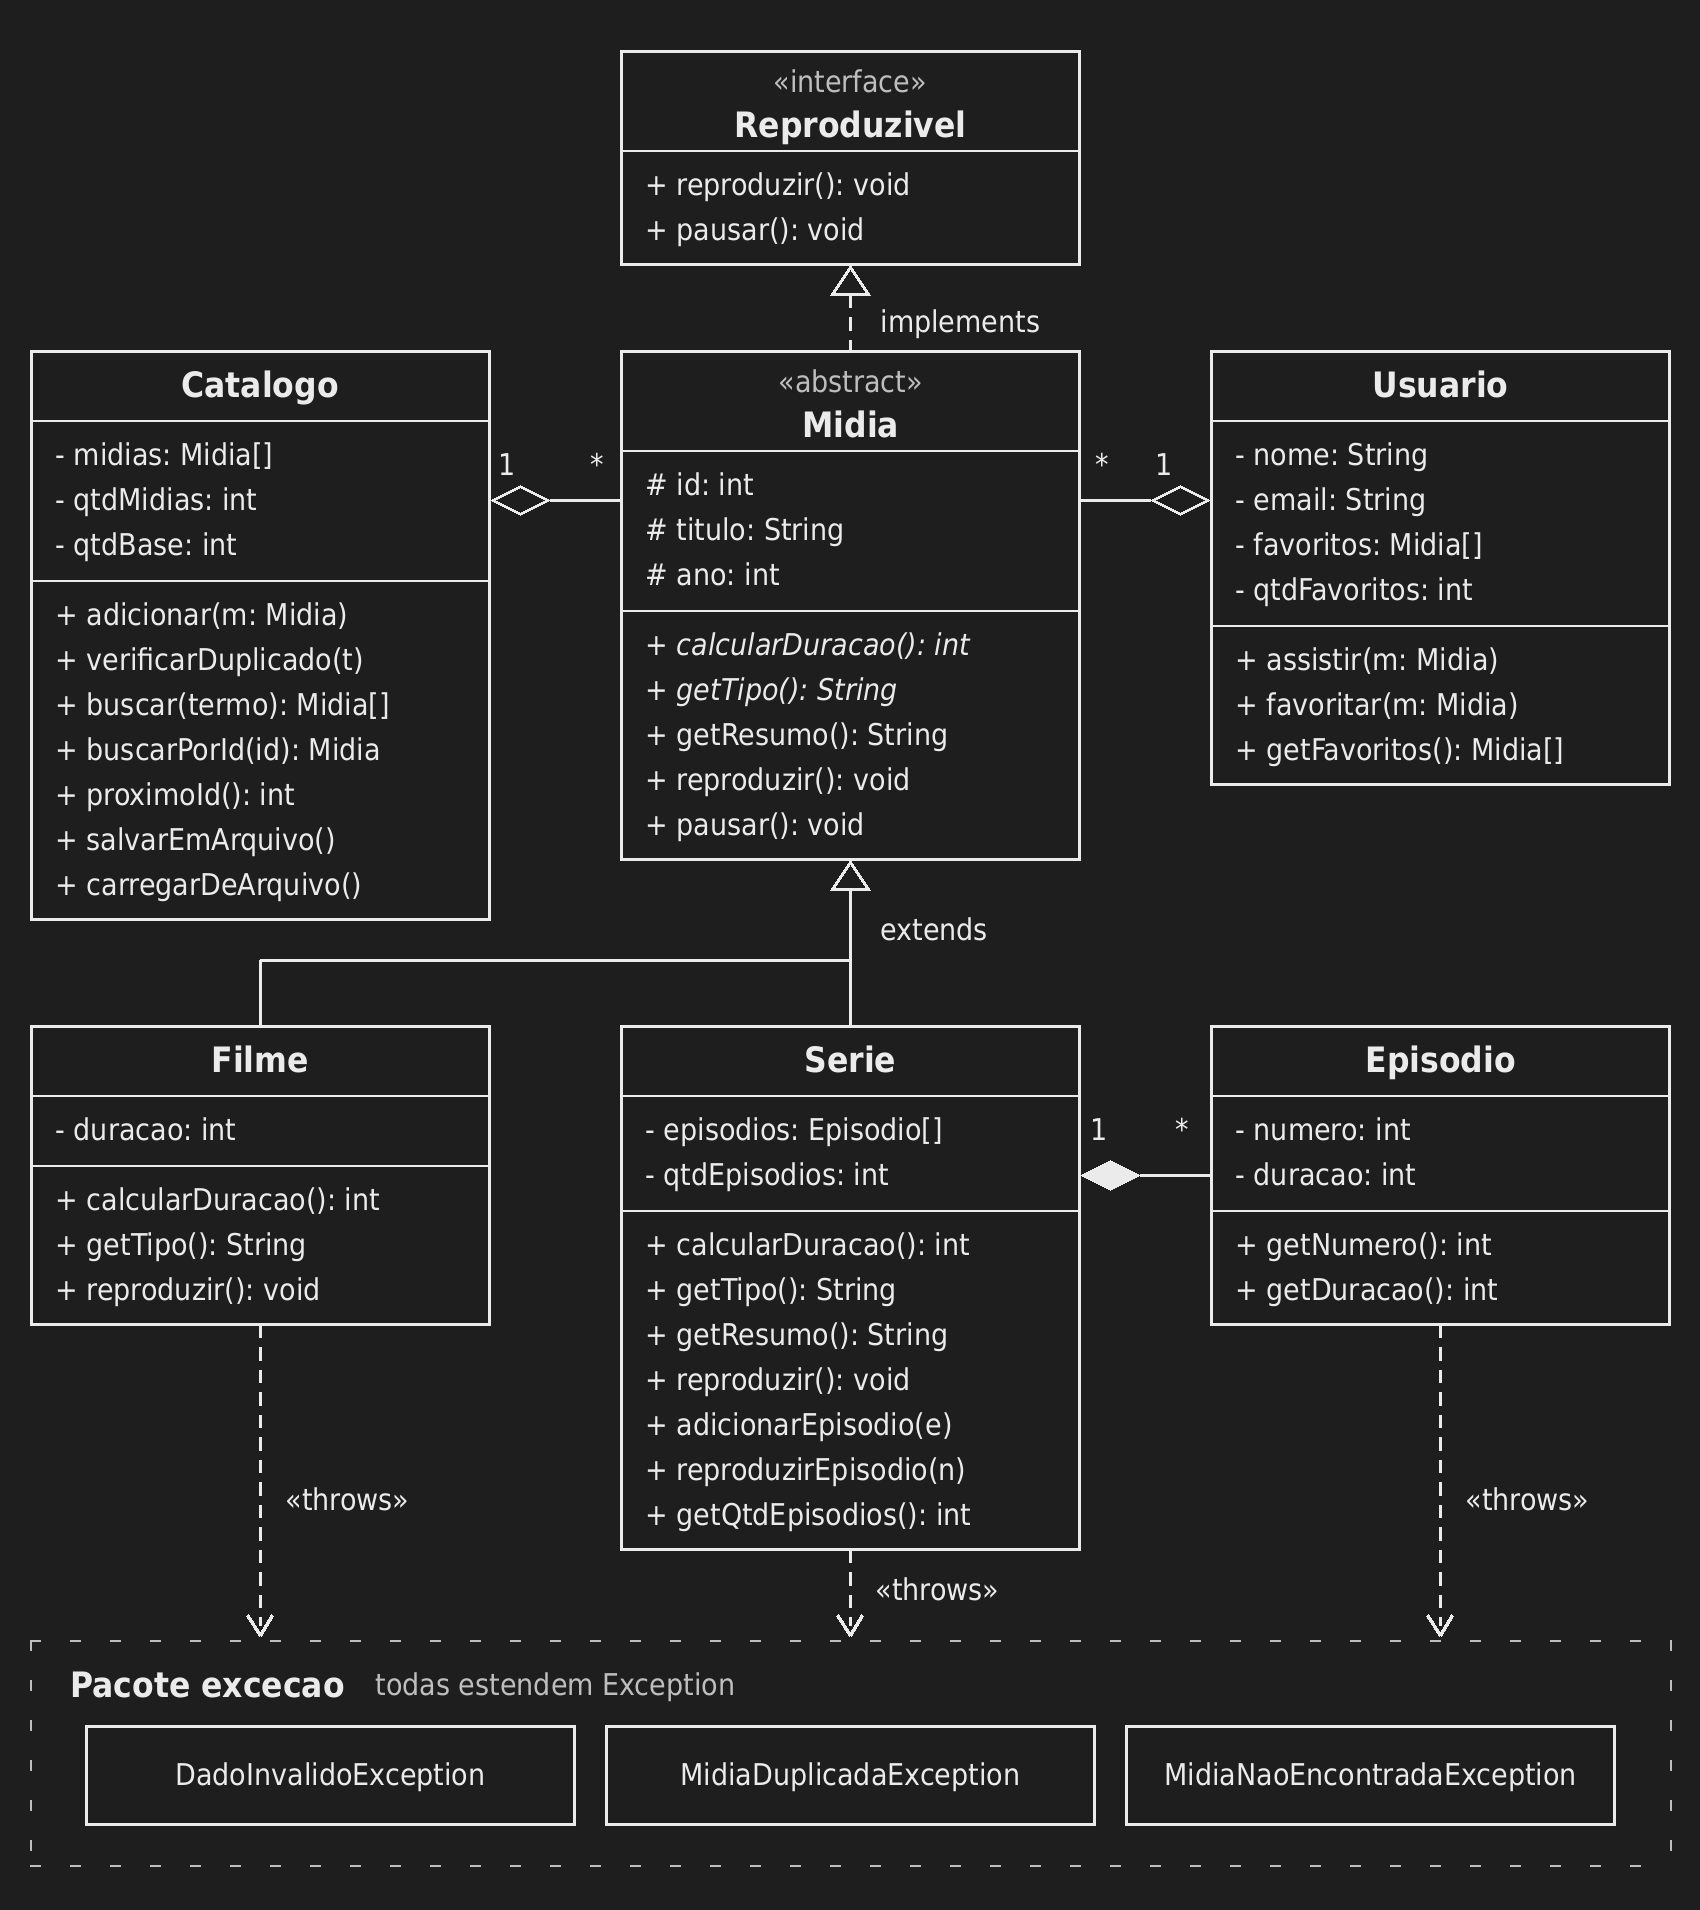 «interface»
Reproduzivel
+ reproduzir(): void
+ pausar(): void
implements
Catalogo
- midias: Midia[]
- qtdMidias: int
- qtdBase: int
+ adicionar(m: Midia)
+ verificarDuplicado(t)
+ buscar(termo): Midia[]
+ buscarPorId(id): Midia
+ proximoId(): int
+ salvarEmArquivo()
+ carregarDeArquivo()
1
*
«abstract»
Midia
# id: int
# titulo: String
# ano: int
+ calcularDuracao(): int
+ getTipo(): String
+ getResumo(): String
+ reproduzir(): void
+ pausar(): void
*
1
Usuario
- nome: String
- email: String
- favoritos: Midia[]
- qtdFavoritos: int
+ assistir(m: Midia)
+ favoritar(m: Midia)
+ getFavoritos(): Midia[]
extends
Filme
- duracao: int
+ calcularDuracao(): int
+ getTipo(): String
+ reproduzir(): void
Serie
- episodios: Episodio[]
- qtdEpisodios: int
+ calcularDuracao(): int
+ getTipo(): String
+ getResumo(): String
+ reproduzir(): void
+ adicionarEpisodio(e)
+ reproduzirEpisodio(n)
+ getQtdEpisodios(): int
1
*
Episodio
- numero: int
- duracao: int
+ getNumero(): int
+ getDuracao(): int
«throws»
«throws»
«throws»
Pacote excecao todas estendem Exception
DadoInvalidoException
MidiaDuplicadaException
MidiaNaoEncontradaException